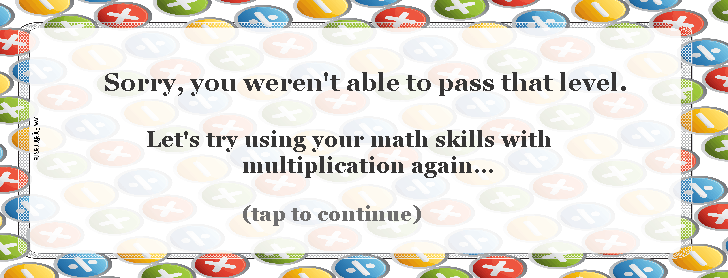 Sorry, you weren't able to pass that level.
Let's try using your math skills with
multiplication again...
(tap to continue)